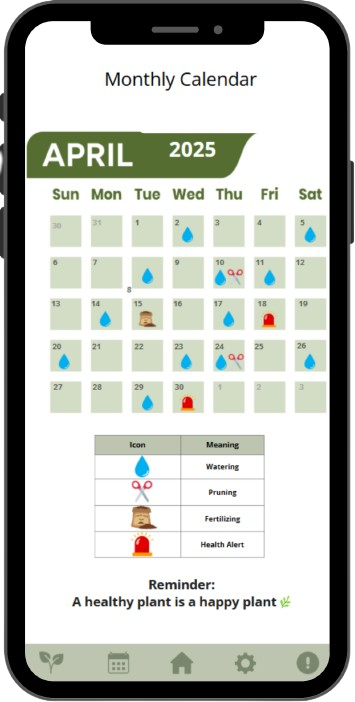 Monthly Calendar
APRIL 2025
Sun Mon Tue Wed Thu Fri Sat
30 31 1 2 3 4 5
6 7 8 9 10 11 12
13 14 15 16 17 18 19
20 21 22 23 24 25 26
27 28 29 30 1 2 3
Icon Meaning
Watering
Pruning
Fertilizing
Health Alert
Reminder:
A healthy plant is a happy plant